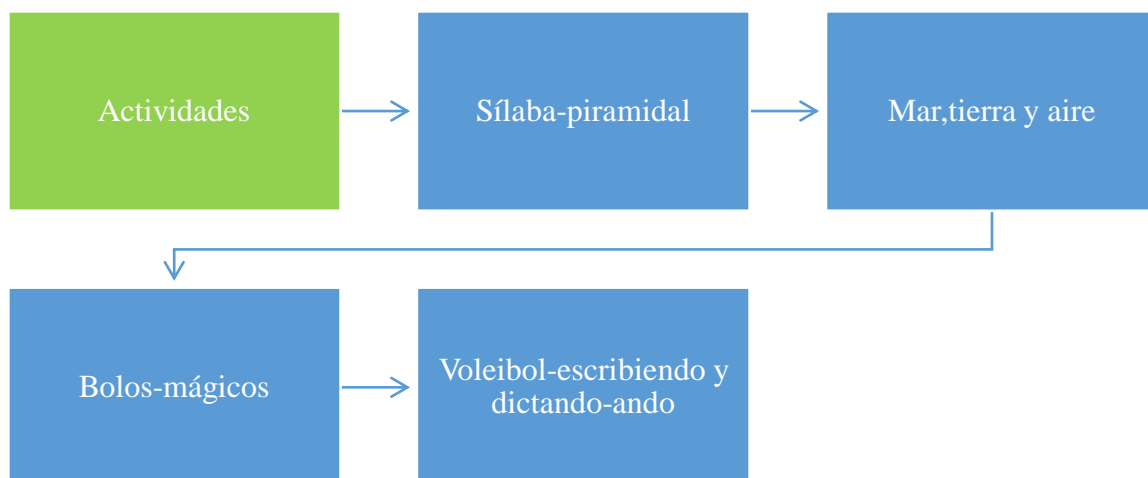 Actividades
Sílaba-piramidal
Mar,tierra y aire
Bolos-mágicos
Voleibol-escribiendo y
dictando-ando